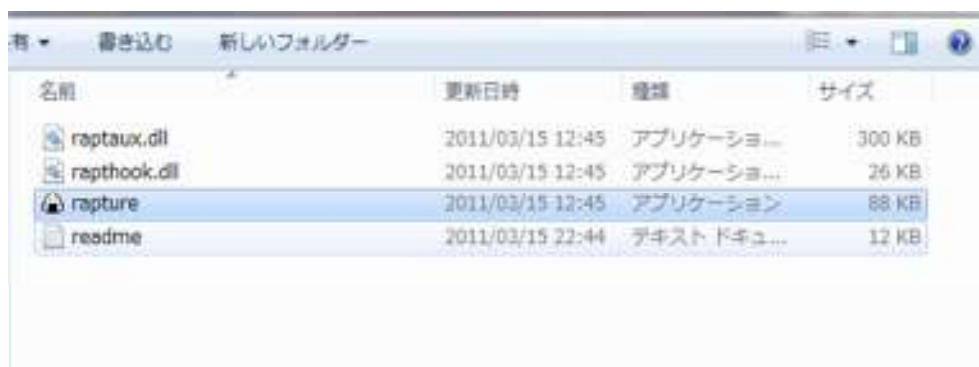 有 ▼ 書き込む 新しいフォルダー
名前 更新日時 種類 サイズ
raptaux.dll 2011/03/15 12:45 アプリケーショ... 300 KB
rapthook.dll 2011/03/15 12:45 アプリケーショ... 26 KB
rapture 2011/03/15 12:45 アプリケーション 88 KB
readme 2011/03/15 22:44 テキスト ドキュ... 12 KB